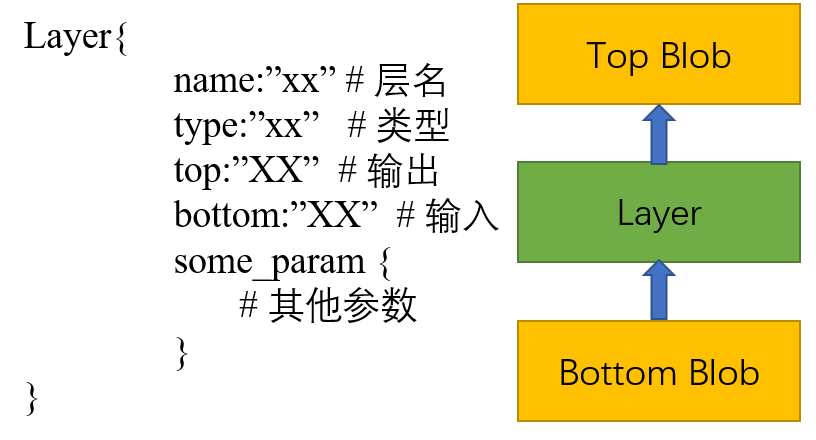 Layer{
name:”xx” # 层名
type:”xx” # 类型
top:”XX” # 输出
bottom:”XX” # 输入
some_param {
# 其他参数
}
}
Top Blob
Layer
Bottom Blob